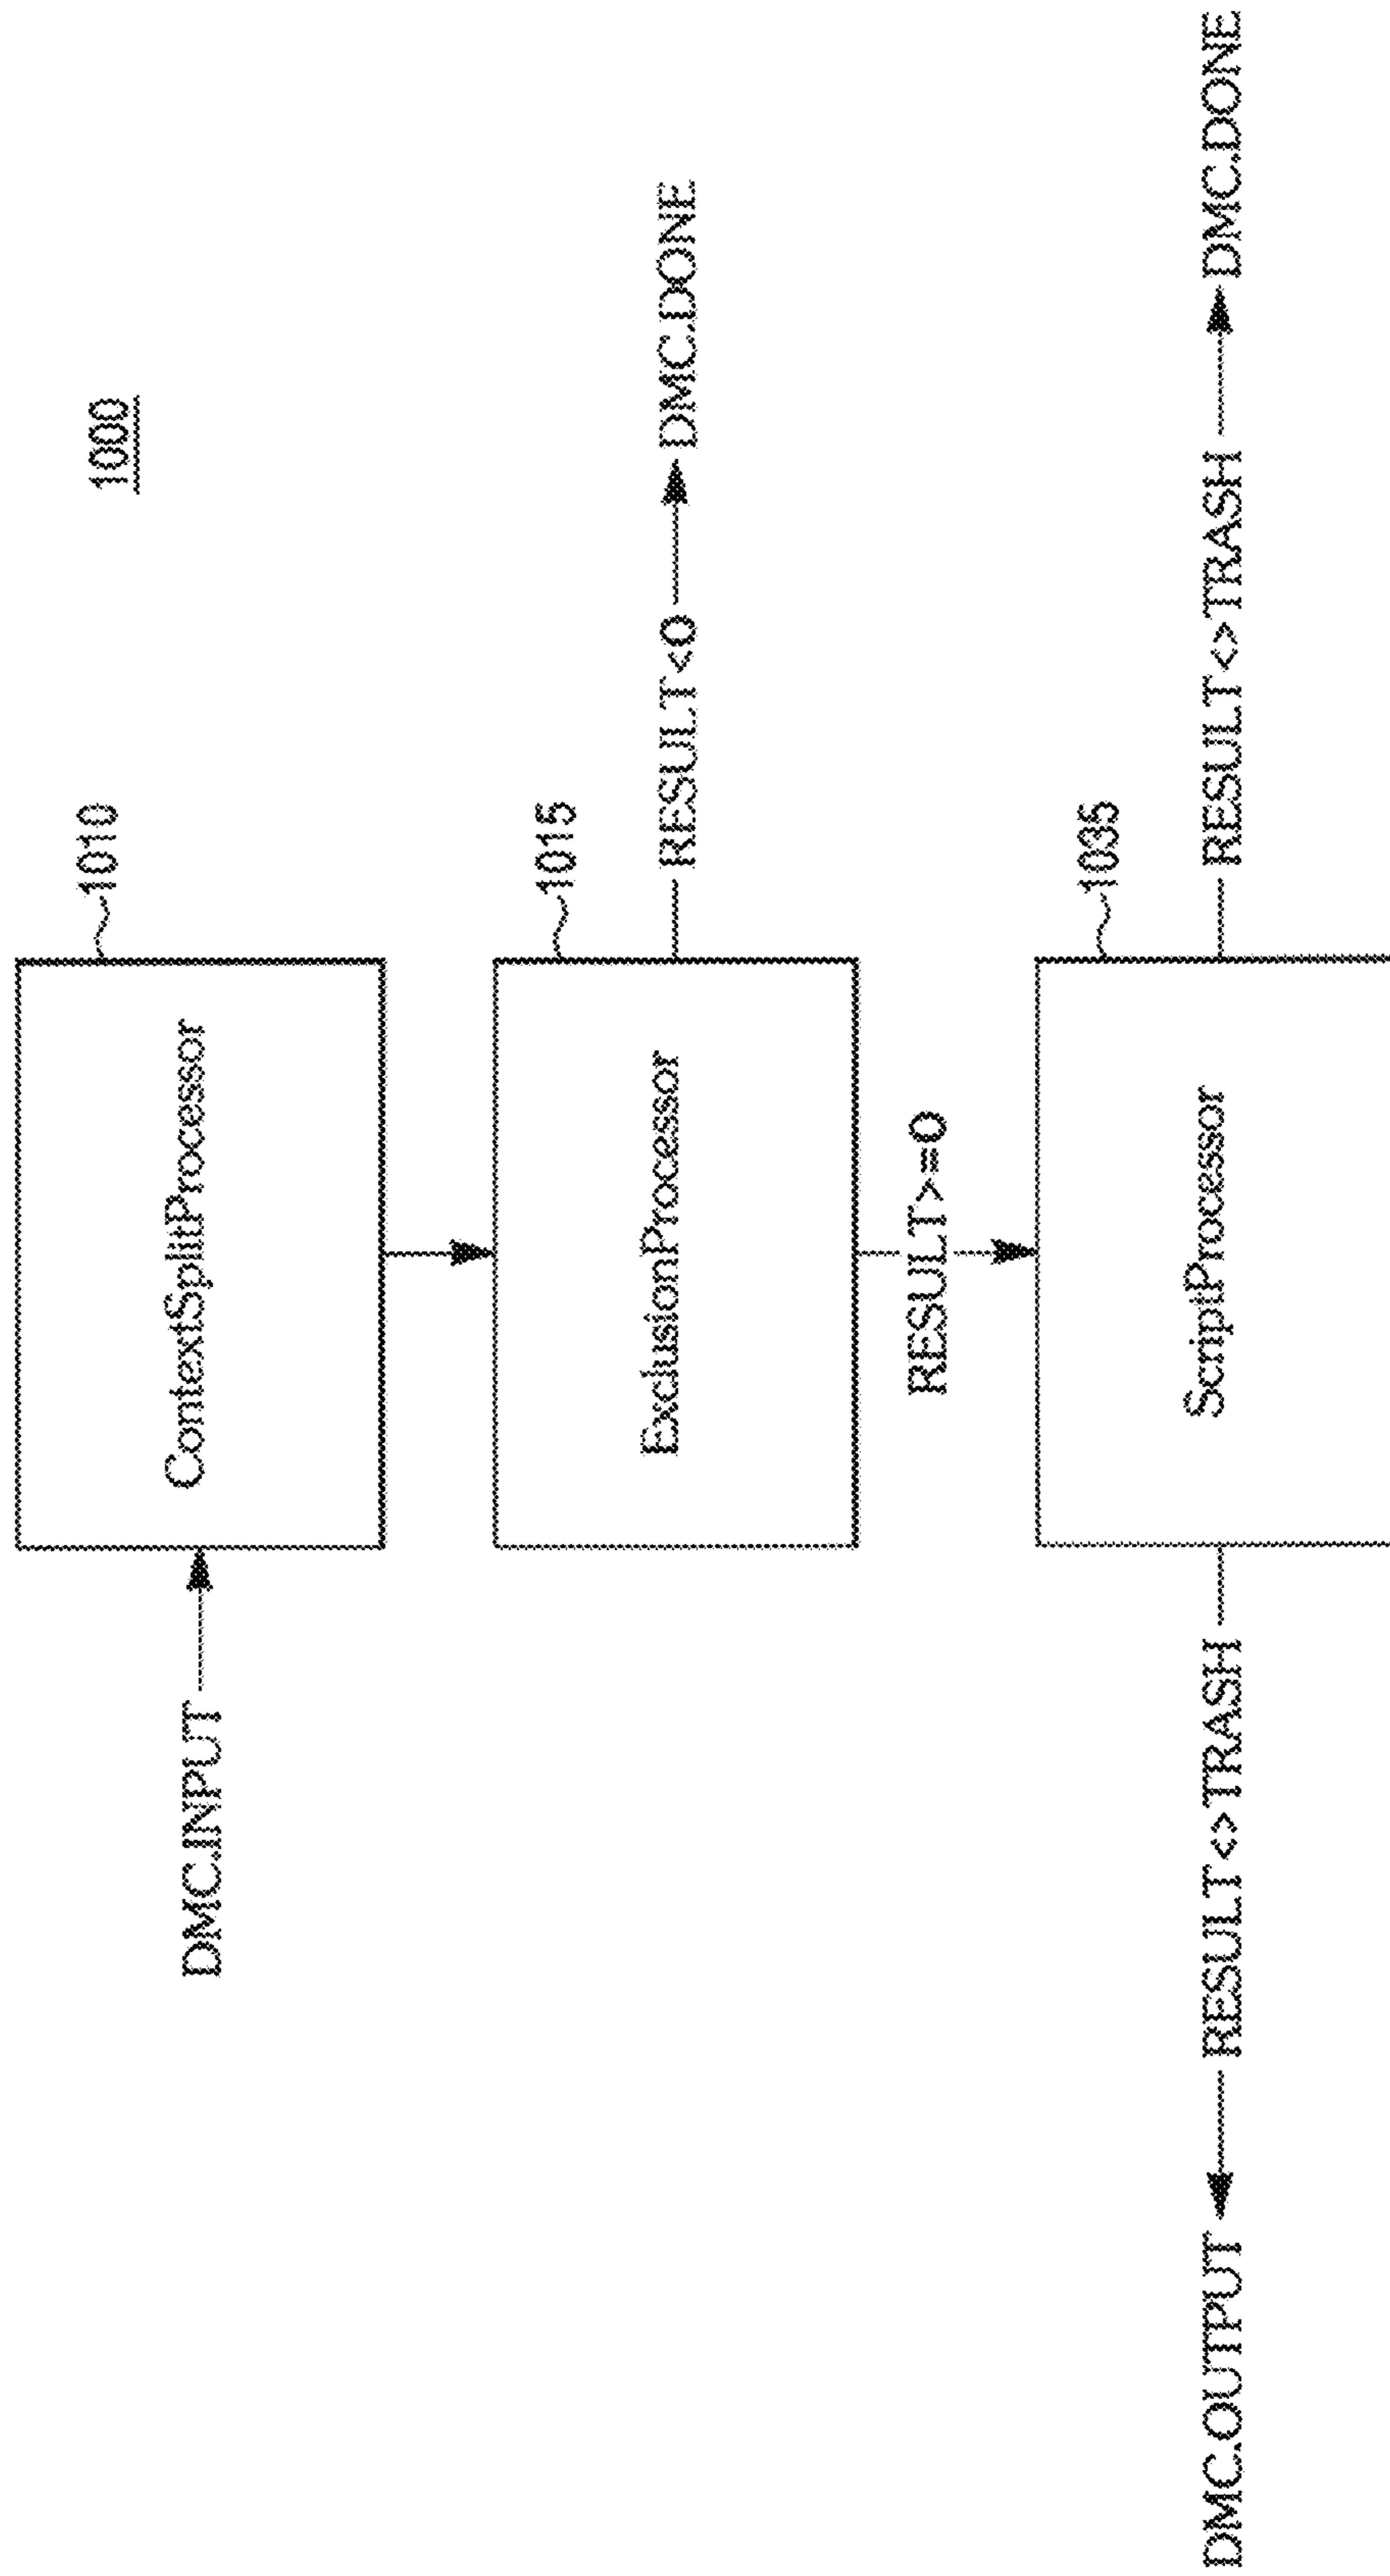 1000
1010
DMC.INPUT
ContextSplitProcessor
1015
ExclusionProcessor
RESULT<0
DMC.DONE
RESULT>=0
1035
DMC.OUTPUT
RESULT<>TRASH
ScriptProcessor
RESULT<>TRASH
DMC.DONE